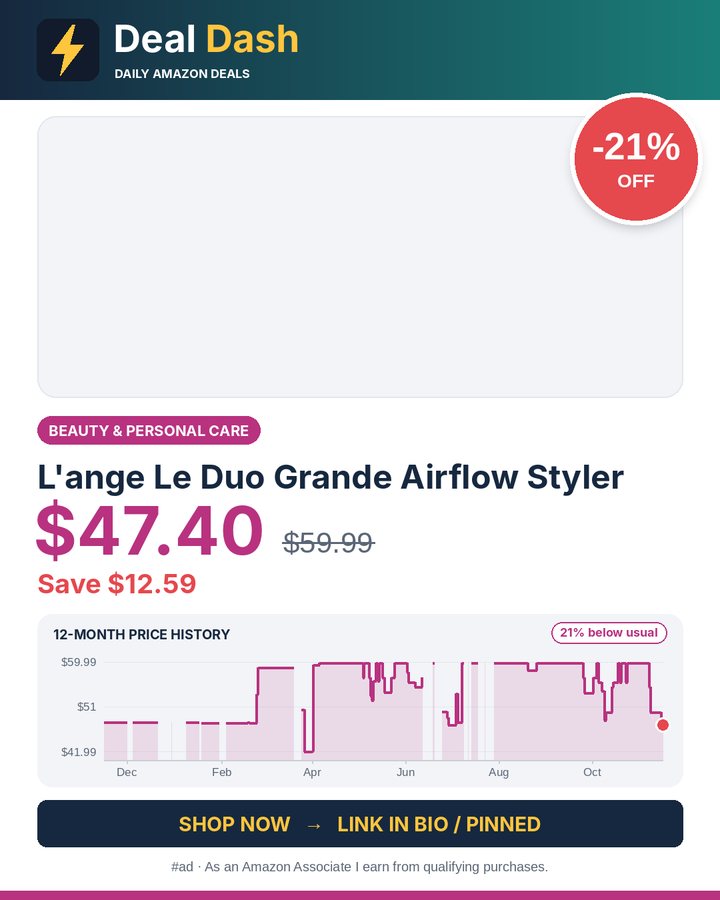 Deal Dash
DAILY AMAZON DEALS
-21%
OFF
BEAUTY & PERSONAL CARE
L'ange Le Duo Grande Airflow Styler
$47.40 $59.99
Save $12.59
12-MONTH PRICE HISTORY
21% below usual
$59.99
$51
$41.99
Dec Feb Apr Jun Aug Oct
SHOP NOW → LINK IN BIO / PINNED
#ad · As an Amazon Associate I earn from qualifying purchases.